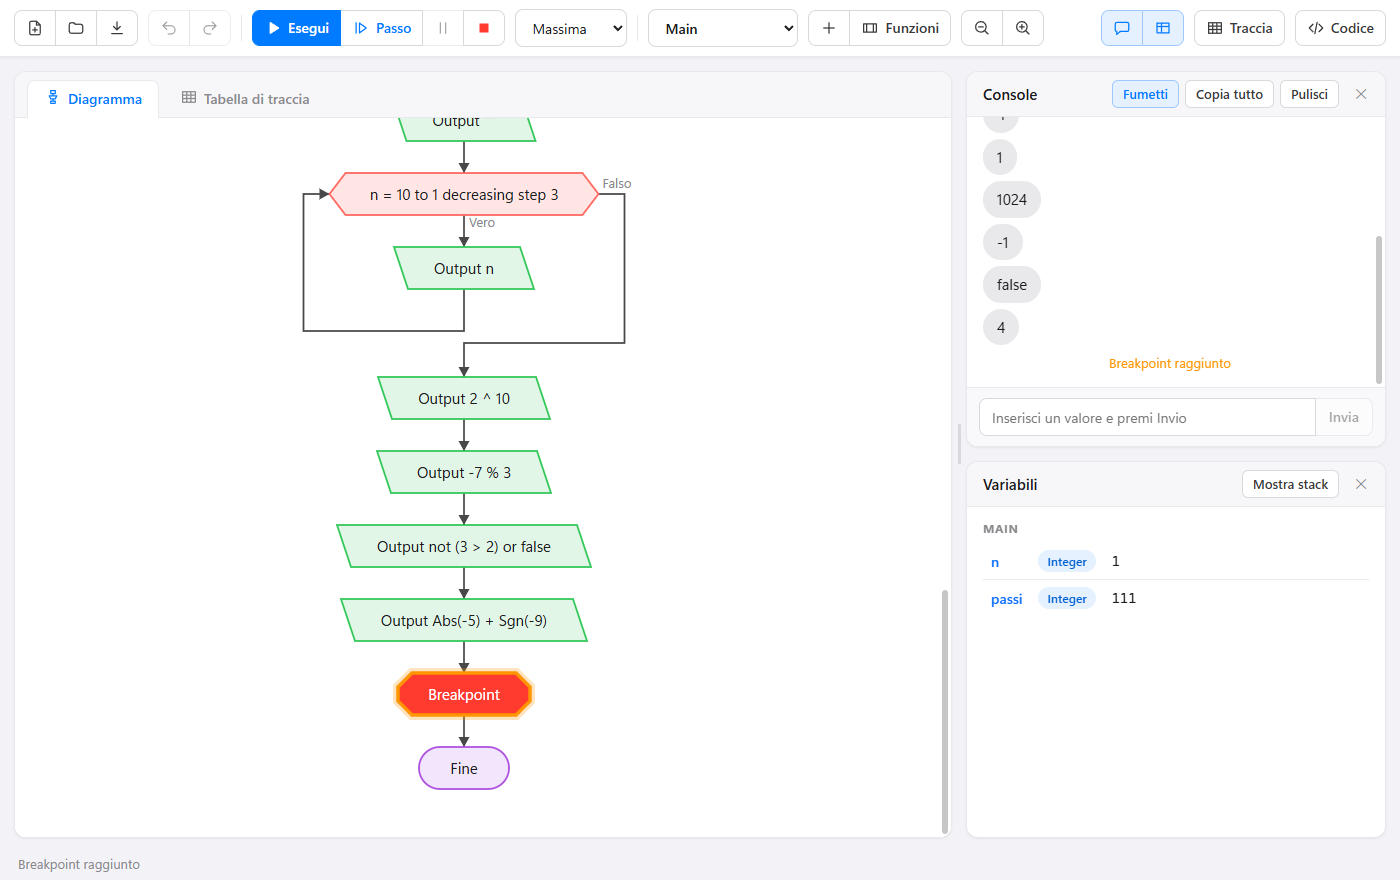 Esegui
Passo
Massima
Main
Funzioni
Traccia
Codice
Diagramma
Tabella di traccia
Output
n = 10 to 1 decreasing step 3
Falso
Vero
Output n
Output 2 ^ 10
Output -7 % 3
Output not (3 > 2) or false
Output Abs(-5) + Sgn(-9)
Breakpoint
Fine
Console
Fumetti
Copia tutto
Pulisci
1
1024
-1
false
4
Breakpoint raggiunto
Inserisci un valore e premi Invio
Invia
Variabili
Mostra stack
MAIN
n Integer 1
passi Integer 111
Breakpoint raggiunto